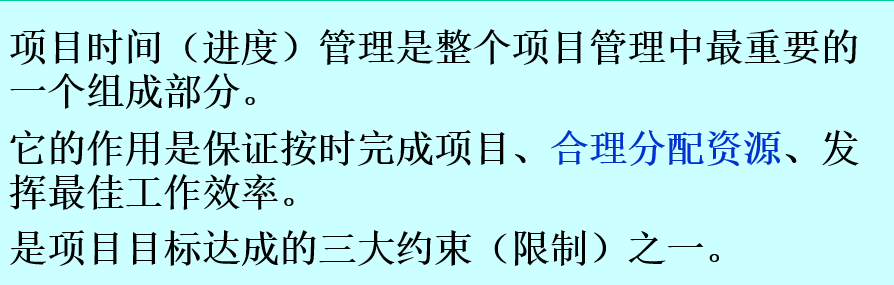 项目时间（进度）管理是整个项目管理中最重要的
一个组成部分。
它的作用是保证按时完成项目、合理分配资源、发
挥最佳工作效率。
是项目目标达成的三大约束（限制）之一。